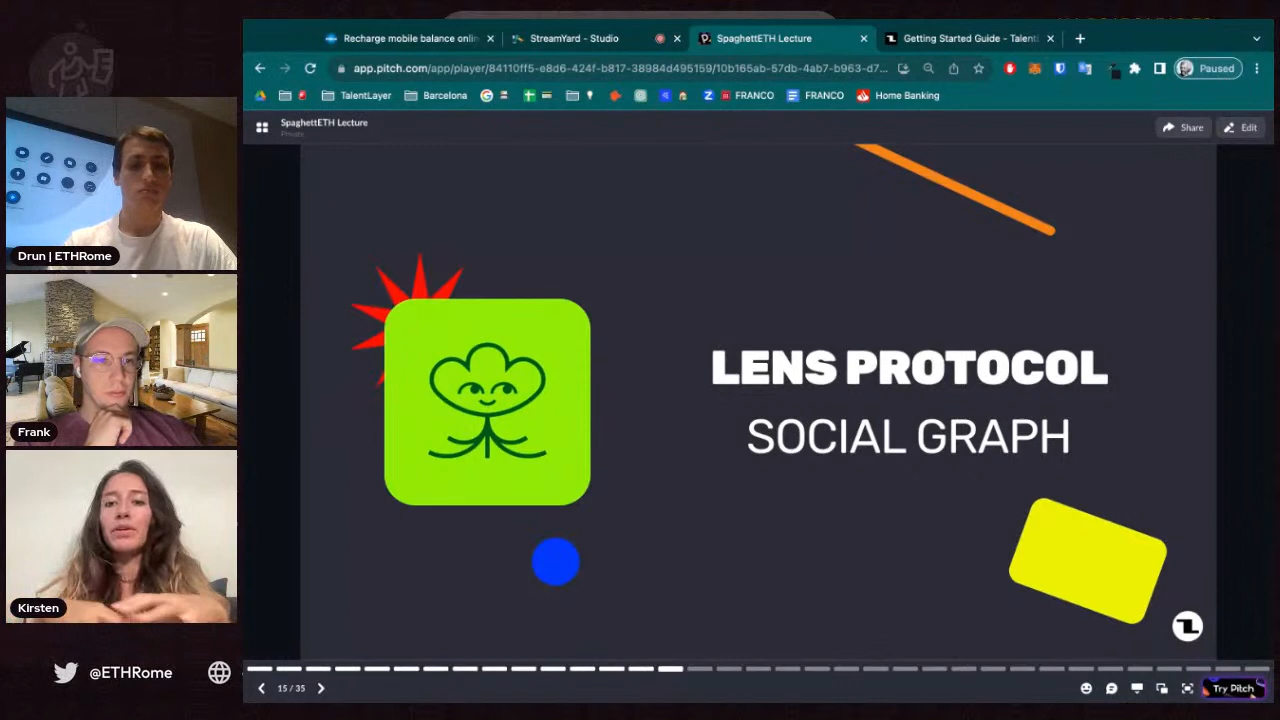 Recharge mobile balance onlin
StreamYard - Studio
SpaghettETH Lecture
Getting Started Guide - Talentl
app.pitch.com/app/player/84110ff5-e8d6-424f-b817-38984d495159/10b165ab-57db-4ab7-b963-d7...
Paused
TalentLayer
Barcelona
FRANCO
FRANCO
Home Banking
SpaghettETH Lecture
Private
Share
Edit
LENS PROTOCOL
SOCIAL GRAPH
Drun | ETHRome
Frank
Kirsten
@ETHRome
15 / 35
Try Pitch